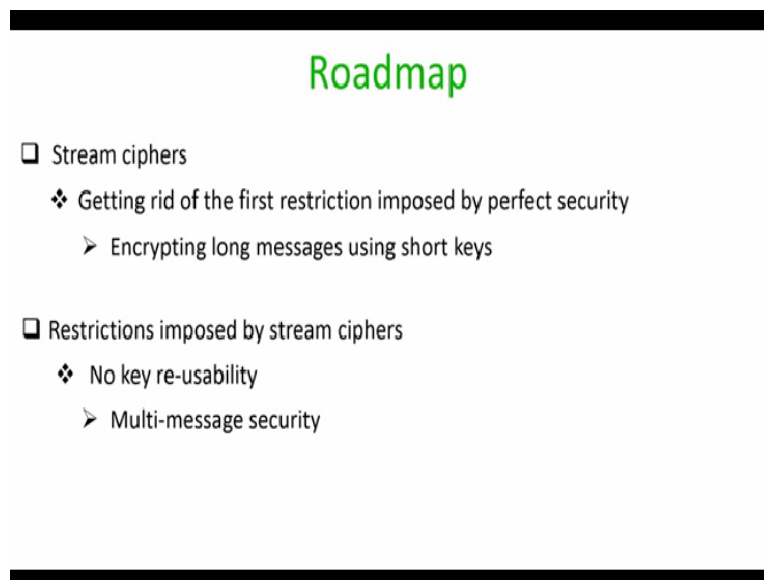 Roadmap
Stream ciphers
Getting rid of the first restriction imposed by perfect security
Encrypting long messages using short keys
Restrictions imposed by stream ciphers
No key re-usability
Multi-message security